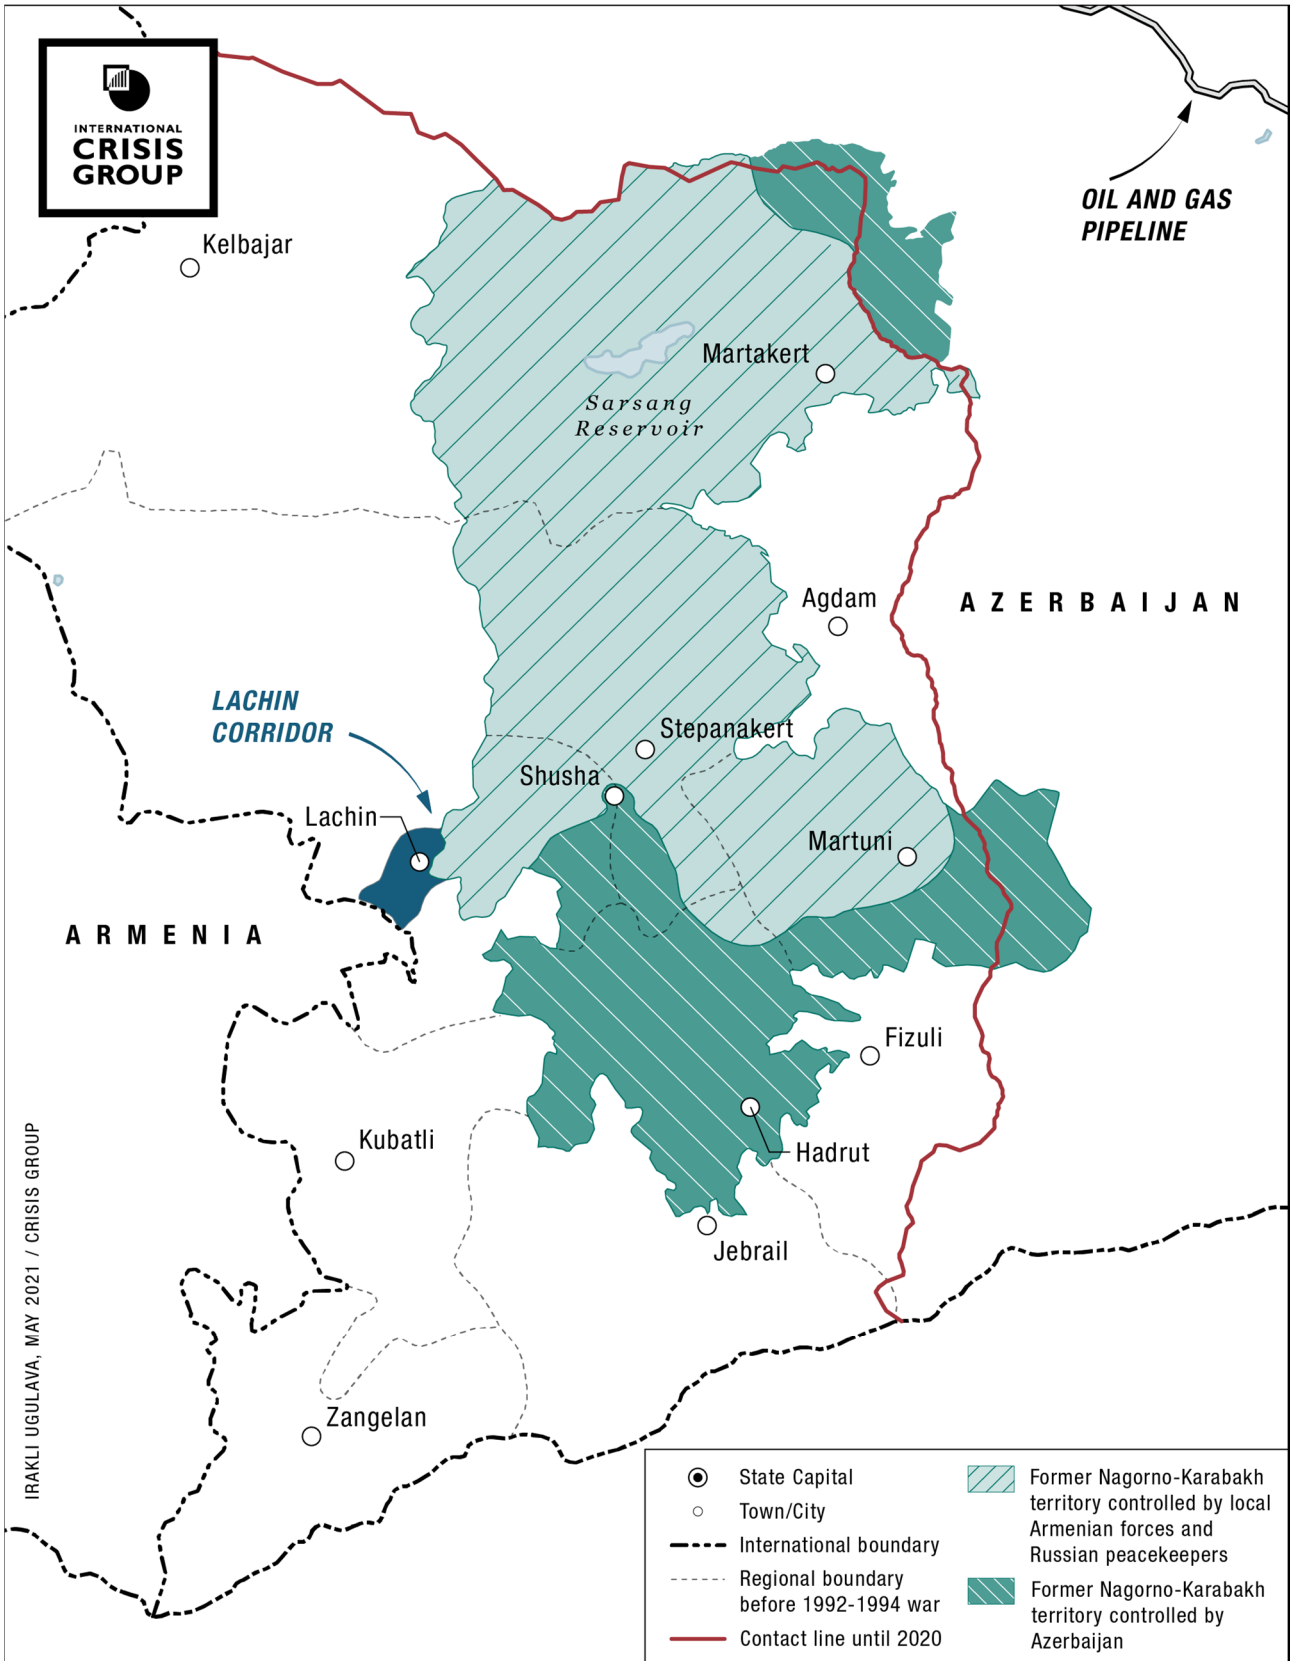 INTERNATIONAL
CRISIS
GROUP
OIL AND GAS
PIPELINE
Kelbajar
Martakert
Sarsang
Reservoir
Agdam
AZERBAIJAN
LACHIN
CORRIDOR
Stepanakert
Shusha
Lachin
Martuni
ARMENIA
Fizuli
Kubatli
Hadrut
Jebrail
Zangelan
IRAKLI UGULAVA, MAY 2021 / CRISIS GROUP
State Capital
Town/City
International boundary
Regional boundary
before 1992-1994 war
Contact line until 2020
Former Nagorno-Karabakh
territory controlled by local
Armenian forces and
Russian peacekeepers
Former Nagorno-Karabakh
territory controlled by
Azerbaijan